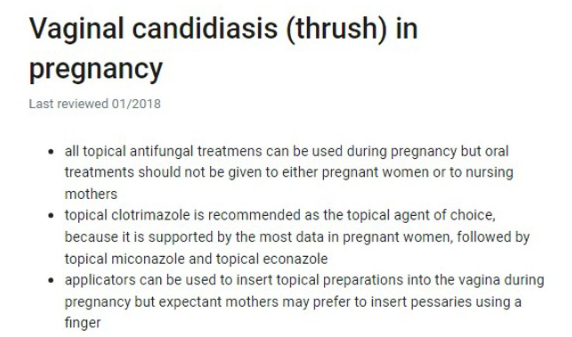 Vaginal candidiasis (thrush) in
pregnancy
Last reviewed 01/2018
• all topical antifungal treatmens can be used during pregnancy but oral
treatments should not be given to either pregnant women or to nursing
mothers
• topical clotrimazole is recommended as the topical agent of choice,
because it is supported by the most data in pregnant women, followed by
topical miconazole and topical econazole
• applicators can be used to insert topical preparations into the vagina during
pregnancy but expectant mothers may prefer to insert pessaries using a
finger